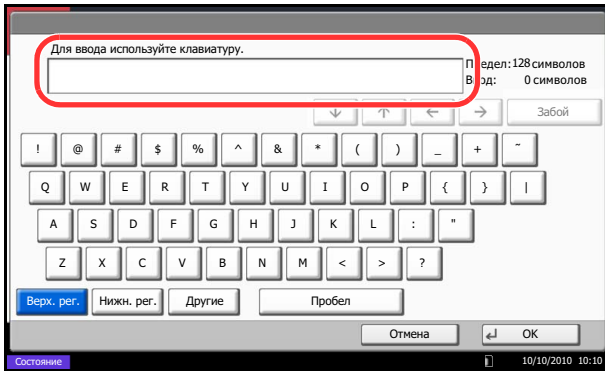 Для ввода используйте клавиатуру.
Предел: 128 символов
Ввод: 0 символов
Забой
! @ # $ % ^ & * ( ) _ + ~
Q W E R T Y U I O P { } |
A S D F G H J K L : "
Z X C V B N M < > ?
Верх. рег. Нижн. рег. Другие Пробел
Отмена OK
Состояние 10/10/2010 10:10